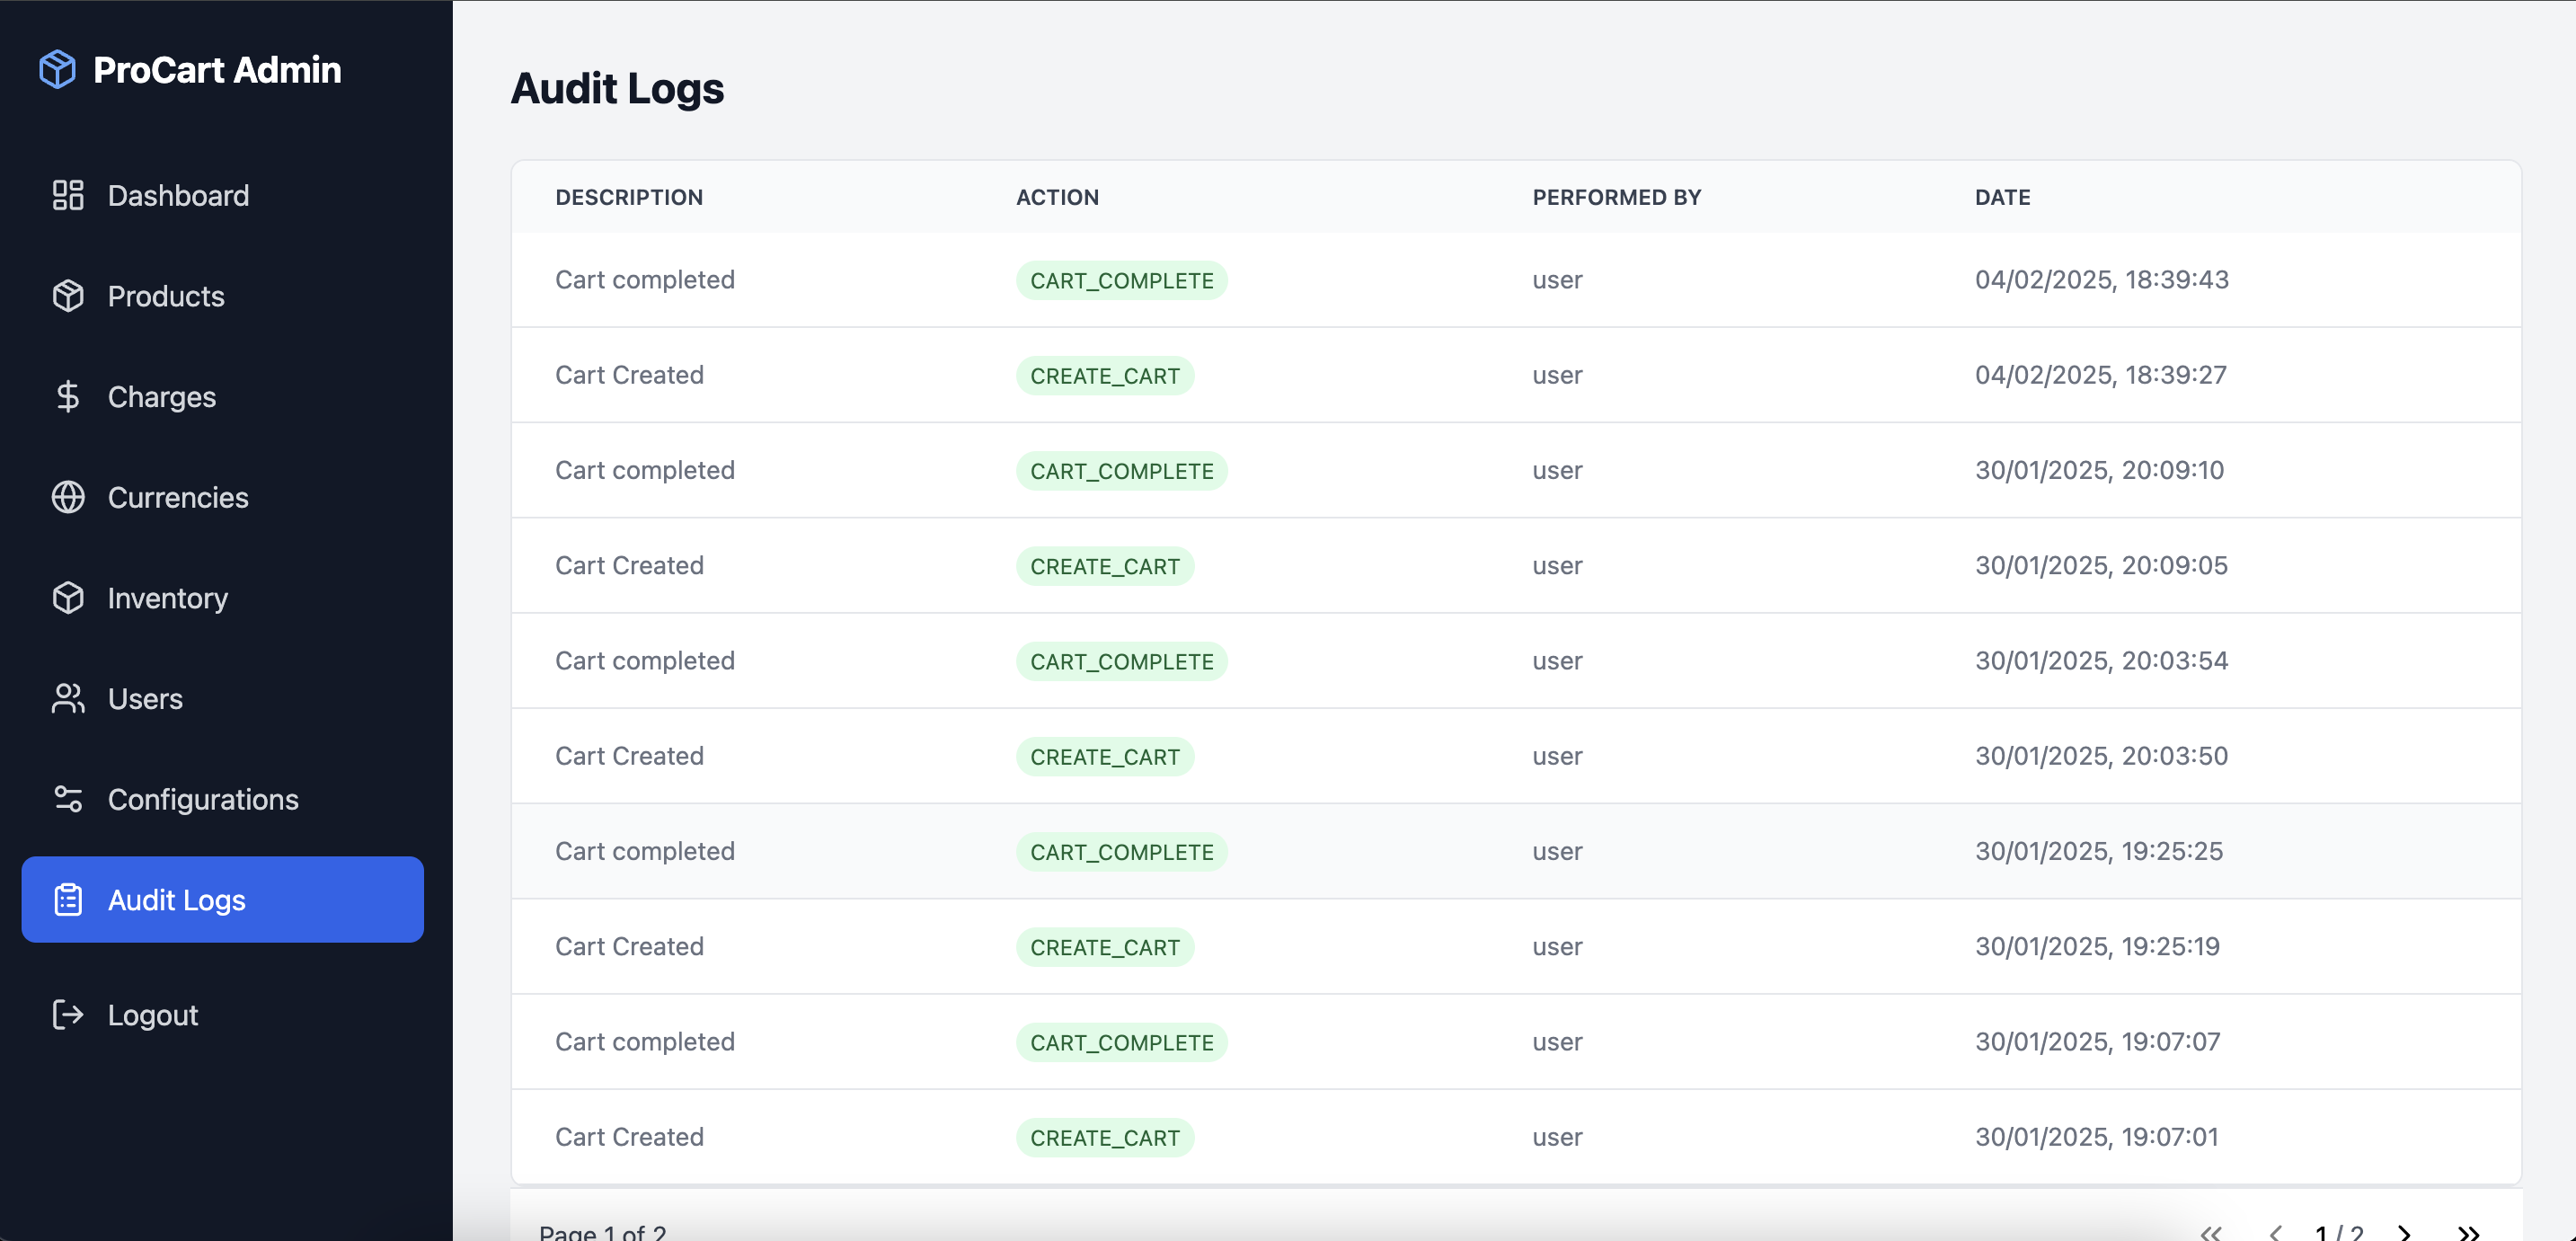 ProCart Admin
Dashboard
Products
Charges
Currencies
Inventory
Users
Configurations
Audit Logs
Logout
Audit Logs
DESCRIPTION ACTION PERFORMED BY DATE
Cart completed CART_COMPLETE user 04/02/2025, 18:39:43
Cart Created CREATE_CART user 04/02/2025, 18:39:27
Cart completed CART_COMPLETE user 30/01/2025, 20:09:10
Cart Created CREATE_CART user 30/01/2025, 20:09:05
Cart completed CART_COMPLETE user 30/01/2025, 20:03:54
Cart Created CREATE_CART user 30/01/2025, 20:03:50
Cart completed CART_COMPLETE user 30/01/2025, 19:25:25
Cart Created CREATE_CART user 30/01/2025, 19:25:19
Cart completed CART_COMPLETE user 30/01/2025, 19:07:07
Cart Created CREATE_CART user 30/01/2025, 19:07:01
Page 1 of 2 1 / 2